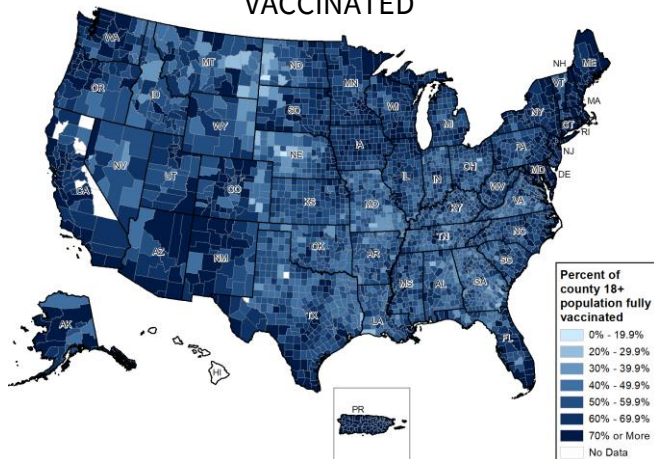 VACCINATED
WA
MT
ND
MN
ME
NH
VT
OR
ID
SD
WI
NY
MA
WY
MI
CT
RI
IA
PA
NJ
NE
NV
OH
IL
IN
MD
DE
UT
CO
WV
CA
VA
KS
MO
KY
NC
TN
AZ
NM
OK
AR
SC
MS
AL
GA
TX
LA
AK
FL
HI
PR
Percent of
county 18+
population fully
vaccinated
0% - 19.9%
20% - 29.9%
30% - 39.9%
40% - 49.9%
50% - 59.9%
60% - 69.9%
70% or More
No Data